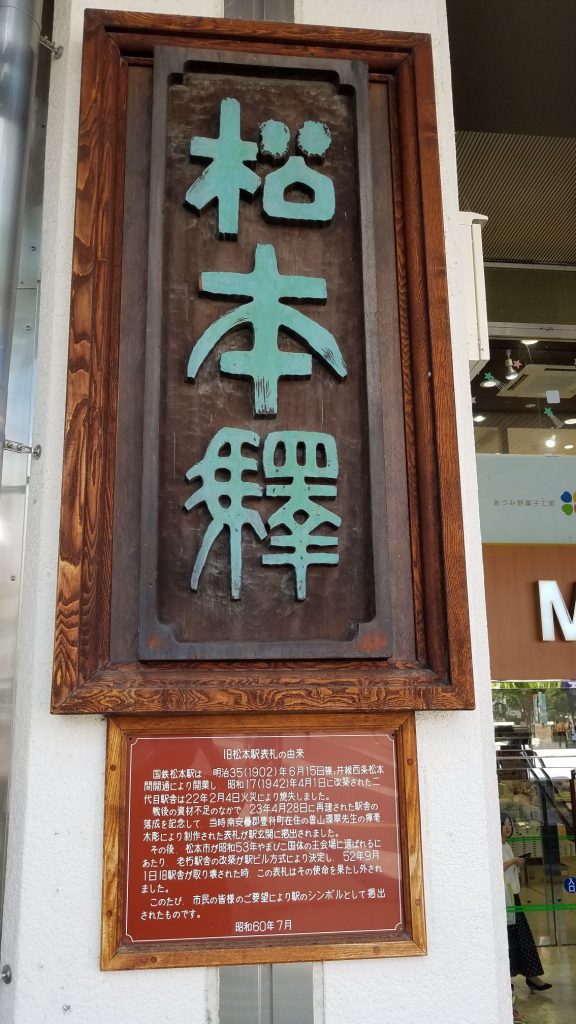 松本驛
旧松本駅表札の由来
国鉄松本駅は 明治35(1902)年6月15日篠ノ井線西条松本
間開通により開業し 昭和17(1942)年4月1日に改築された二
代目駅舎は22年2月4日火災により焼失しました。
戦後の資材不足のなかで 23年4月28日に再建された駅舎の
落成を記念して 当時南安曇郡豊科町在住の曽山環翠先生の揮毫
木彫により制作された表札が駅玄関に掲出されました。
その後、松本市が昭和53年やまびこ国体の主会場に選ばれるに
あたり 老朽駅舎の改築が駅ビル方式により決定し 52年9月
1日旧駅舎が取り壊された時 この表札はその使命を果たし外され
ました。
このたび、市民の皆様のご要望により駅のシンボルとして掲出
されたものです。
昭和60年7月
あづみ野菓子工房
M
入口